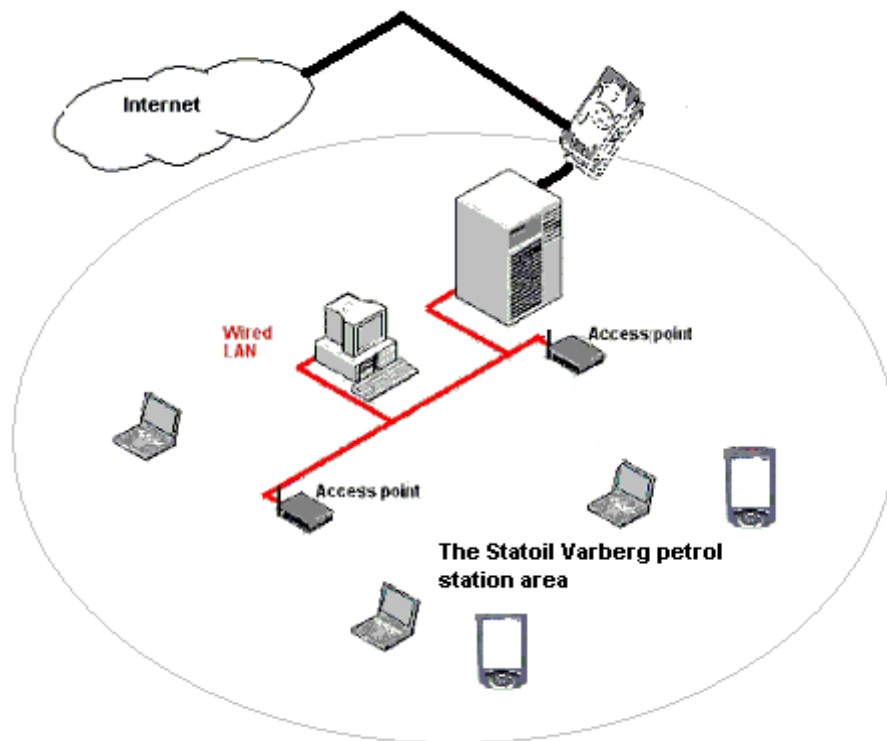 Internet
Wired
LAN
Access point
Access point
The Statoil Varberg petrol
station area